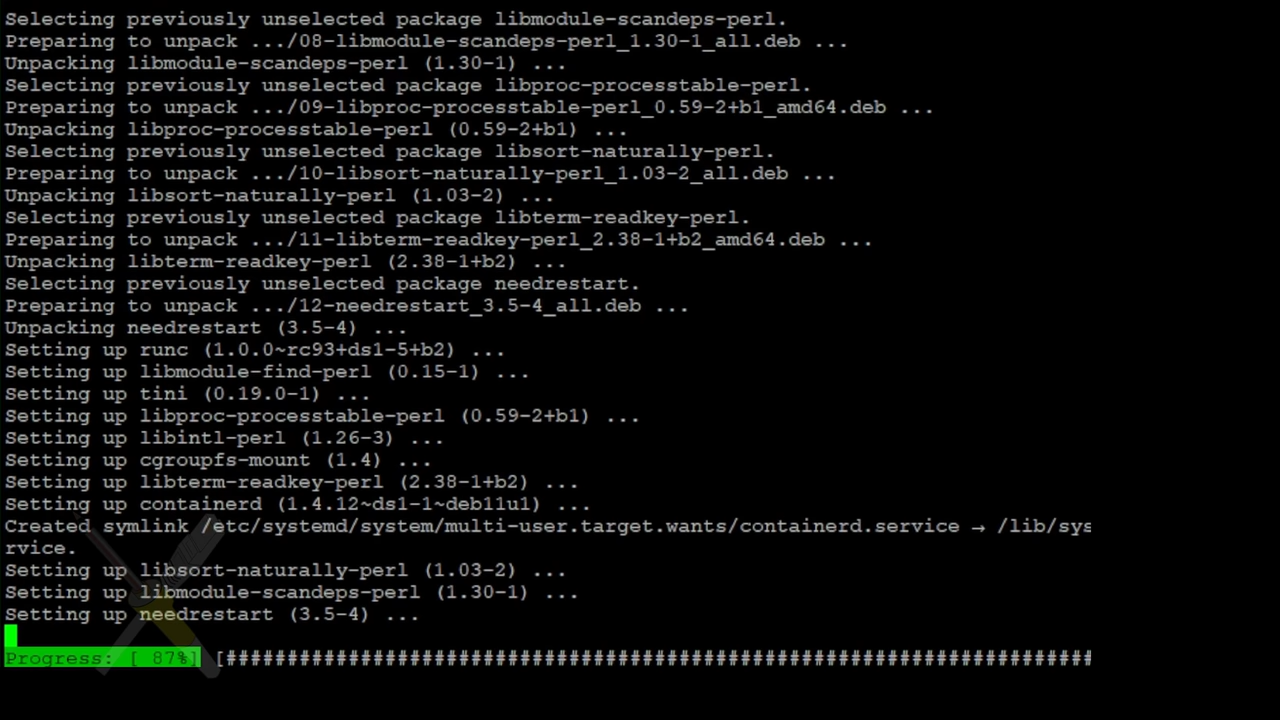 Selecting previously unselected package libmodule-scandeps-perl.
Preparing to unpack .../08-libmodule-scandeps-perl_1.30-1_all.deb ...
Unpacking libmodule-scandeps-perl (1.30-1) ...
Selecting previously unselected package libproc-processtable-perl.
Preparing to unpack .../09-libproc-processtable-perl_0.59-2+b1_amd64.deb ...
Unpacking libproc-processtable-perl (0.59-2+b1) ...
Selecting previously unselected package libsort-naturally-perl.
Preparing to unpack .../10-libsort-naturally-perl_1.03-2_all.deb ...
Unpacking libsort-naturally-perl (1.03-2) ...
Selecting previously unselected package libterm-readkey-perl.
Preparing to unpack .../11-libterm-readkey-perl_2.38-1+b2_amd64.deb ...
Unpacking libterm-readkey-perl (2.38-1+b2) ...
Selecting previously unselected package needrestart.
Preparing to unpack .../12-needrestart_3.5-4_all.deb ...
Unpacking needrestart (3.5-4) ...
Setting up runc (1.0.0~rc93+ds1-5+b2) ...
Setting up libmodule-find-perl (0.15-1) ...
Setting up tini (0.19.0-1) ...
Setting up libproc-processtable-perl (0.59-2+b1) ...
Setting up libintl-perl (1.26-3) ...
Setting up cgroupfs-mount (1.4) ...
Setting up libterm-readkey-perl (2.38-1+b2) ...
Setting up containerd (1.4.12~ds1-1~deb11u1) ...
Created symlink /etc/systemd/system/multi-user.target.wants/containerd.service → /lib/sys
rvice.
Setting up libsort-naturally-perl (1.03-2) ...
Setting up libmodule-scandeps-perl (1.30-1) ...
Setting up needrestart (3.5-4) ...
Progress: [ 87%] [#######################################################################